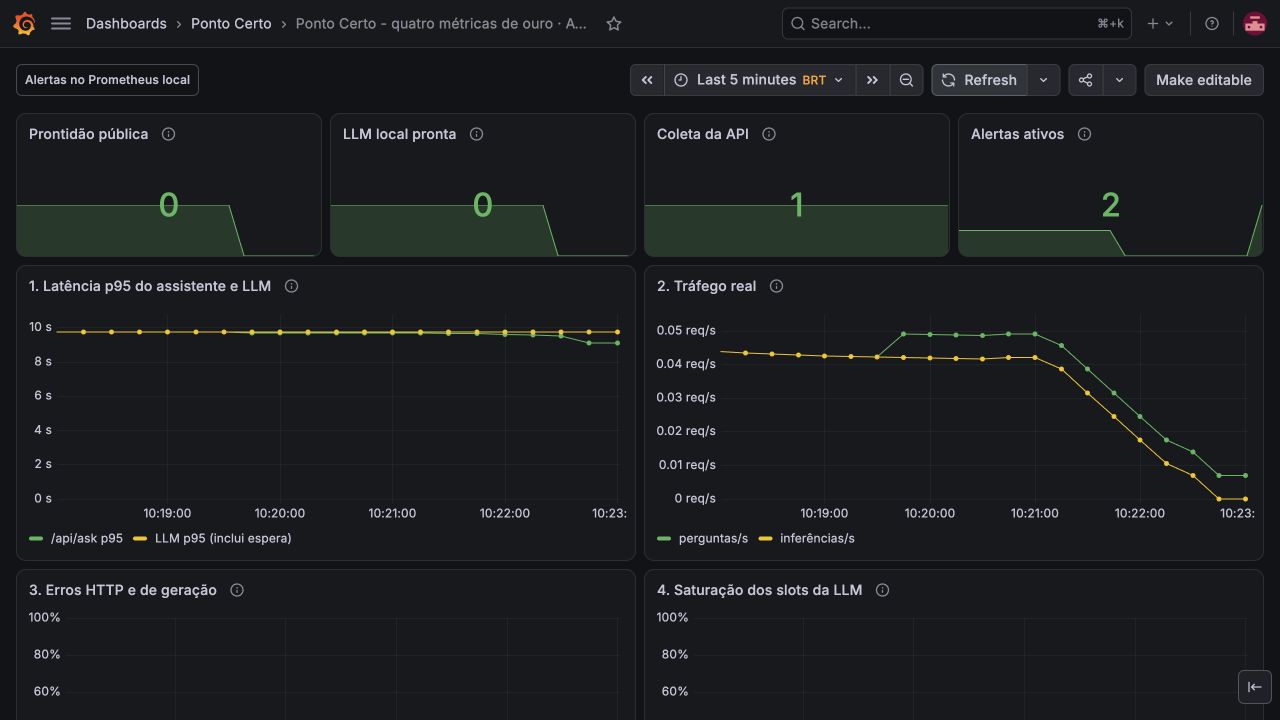 Dashboards › Ponto Certo › Ponto Certo - quatro métricas de ouro · A...
Search... ⌘+k
Alertas no Prometheus local
Last 5 minutes BRT
Refresh
Make editable
Prontidão pública
0
LLM local pronta
0
Coleta da API
1
Alertas ativos
2
1. Latência p95 do assistente e LLM
10 s
8 s
6 s
4 s
2 s
0 s
10:19:00 10:20:00 10:21:00 10:22:00 10:23:
/api/ask p95 LLM p95 (inclui espera)
2. Tráfego real
0.05 req/s
0.04 req/s
0.03 req/s
0.02 req/s
0.01 req/s
0 req/s
10:19:00 10:20:00 10:21:00 10:22:00 10:23:
perguntas/s inferências/s
3. Erros HTTP e de geração
100%
80%
60%
4. Saturação dos slots da LLM
100%
80%
60%